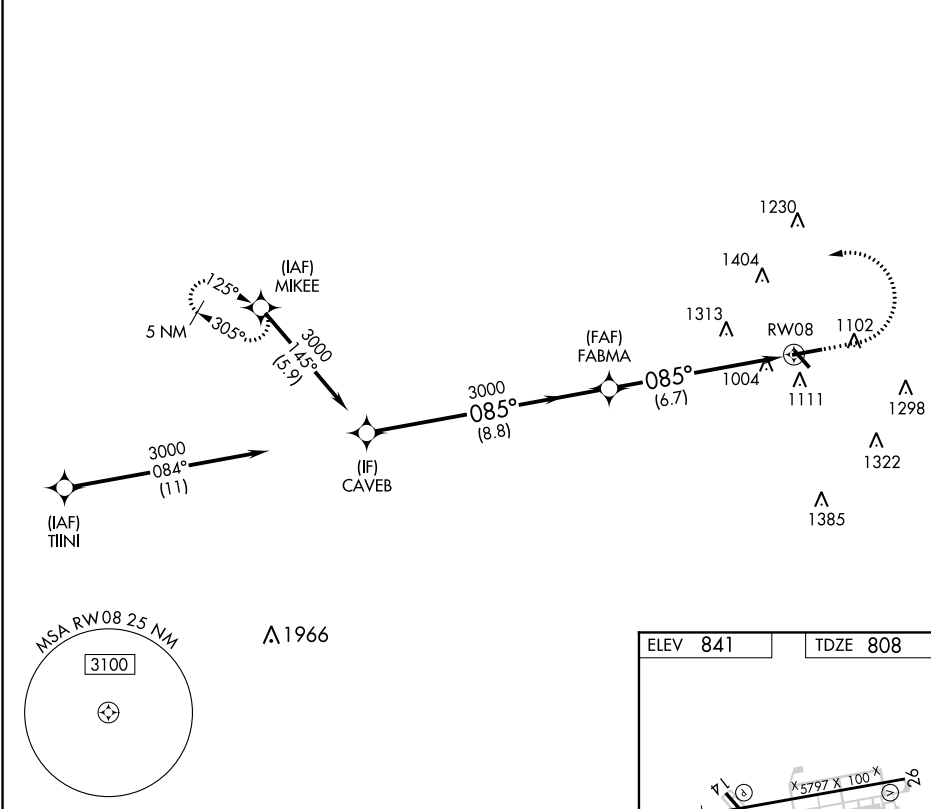 1230
(IAF)
MIKEE
1404
125°
305°
5 NM
3000
145°
(5.9)
1313
RW08
1102
(FAF)
FABMA
1004
1111
3000
085°
(8.8)
085°
(6.7)
1298
1322
3000
084°
(11)
(IF)
CAVEB
1385
(IAF)
TIINI
MSA RW08 25 NM
3100
1966
ELEV 841
TDZE 808
14
P
X 5797 X 100 X
V
26